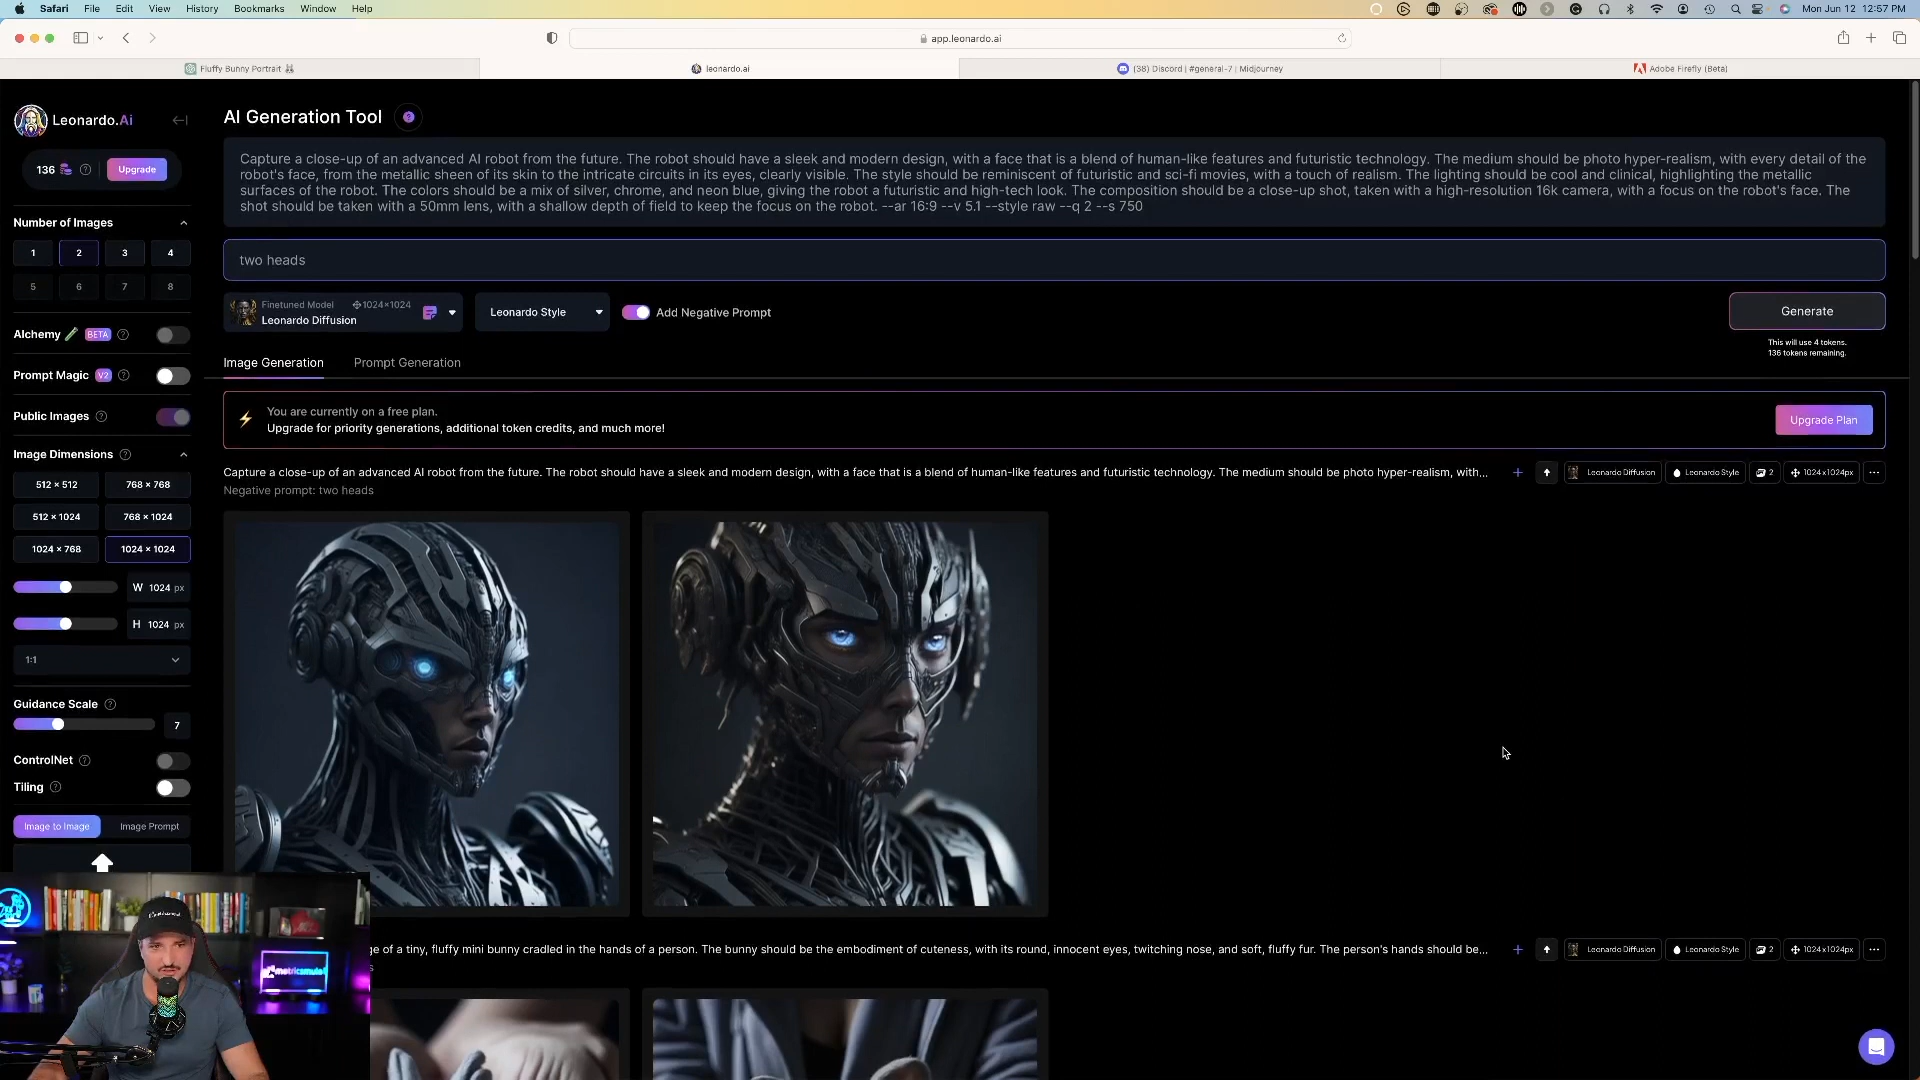 Safari File Edit View History Bookmarks Window Help
Mon Jun 12 12:57 PM
app.leonardo.ai
Fluffy Bunny Portrait
leonardo.ai
(38) Discord | #general-7 | Midjourney
Adobe Firefly (Beta)
Leonardo.Ai
136
Upgrade
Number of Images
1 2 3 4
5 6 7 8
Alchemy BETA
Prompt Magic V2
Public Images
Image Dimensions
512 × 512 768 × 768
512 × 1024 768 × 1024
1024 × 768 1024 × 1024
W 1024 px
H 1024 px
1:1
Guidance Scale
7
ControlNet
Tiling
Image to Image Image Prompt
AI Generation Tool
Capture a close-up of an advanced AI robot from the future. The robot should have a sleek and modern design, with a face that is a blend of human-like features and futuristic technology. The medium should be photo hyper-realism, with every detail of the
robot's face, from the metallic sheen of its skin to the intricate circuits in its eyes, clearly visible. The style should be reminiscent of futuristic and sci-fi movies, with a touch of realism. The lighting should be cool and clinical, highlighting the metallic
surfaces of the robot. The colors should be a mix of silver, chrome, and neon blue, giving the robot a futuristic and high-tech look. The composition should be a close-up shot, taken with a high-resolution 16k camera, with a focus on the robot's face. The
shot should be taken with a 50mm lens, with a shallow depth of field to keep the focus on the robot. --ar 16:9 --v 5.1 --style raw --q 2 --s 750
two heads
Finetuned Model 1024×1024
Leonardo Diffusion
Leonardo Style
Add Negative Prompt
Generate
This will use 4 tokens.
136 tokens remaining.
Image Generation Prompt Generation
You are currently on a free plan.
Upgrade for priority generations, additional token credits, and much more!
Upgrade Plan
Capture a close-up of an advanced AI robot from the future. The robot should have a sleek and modern design, with a face that is a blend of human-like features and futuristic technology. The medium should be photo hyper-realism, with...
Leonardo Diffusion Leonardo Style 2 1024x1024px
Negative prompt: two heads
ge of a tiny, fluffy mini bunny cradled in the hands of a person. The bunny should be the embodiment of cuteness, with its round, innocent eyes, twitching nose, and soft, fluffy fur. The person's hands should be...
Leonardo Diffusion Leonardo Style 2 1024x1024px
s